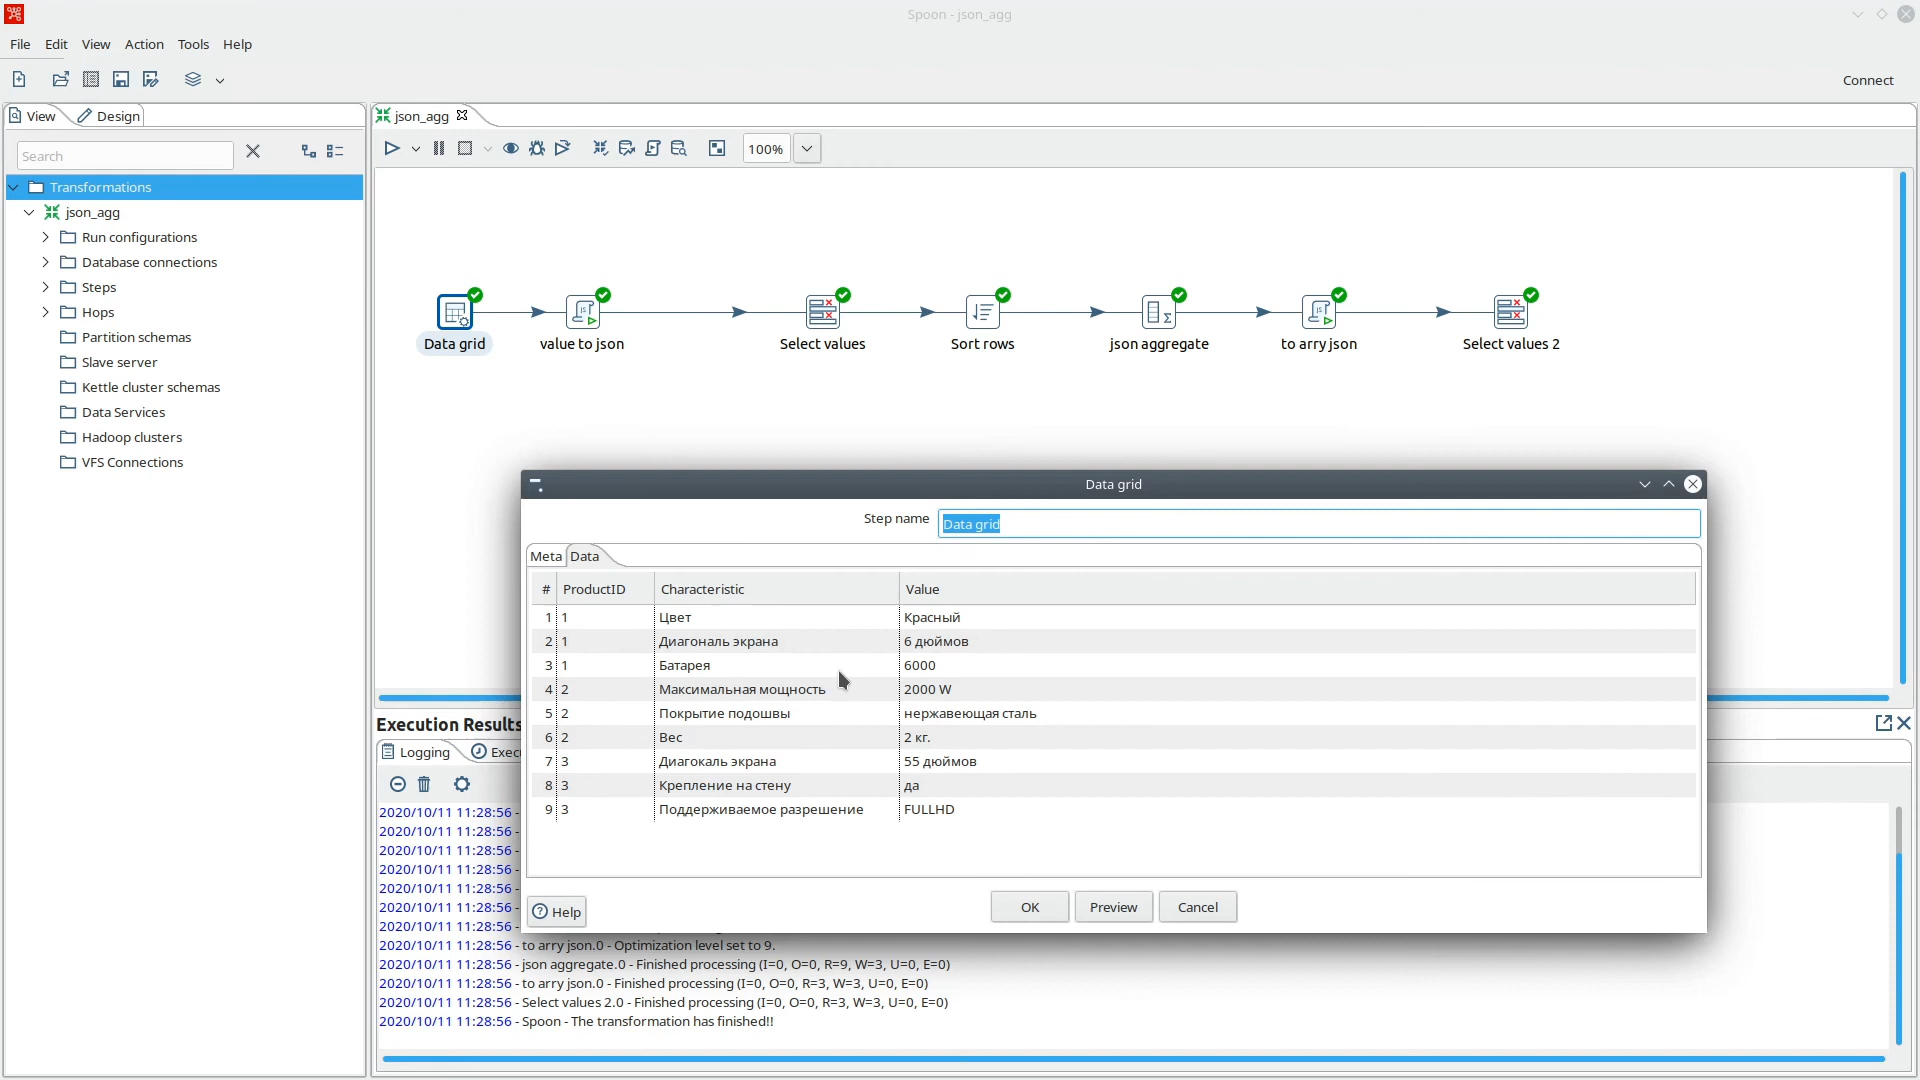 Spoon - json_agg
File Edit View Action Tools Help
Connect
View Design
json_agg
Search
100%
Transformations
json_agg
Run configurations
Database connections
Steps
Hops
Partition schemas
Slave server
Kettle cluster schemas
Data Services
Hadoop clusters
VFS Connections
Data grid
value to json
Select values
Sort rows
json aggregate
to arry json
Select values 2
Data grid
Step name Data grid
Meta Data
# ProductID Characteristic Value
1 1 Цвет Красный
2 1 Диагональ экрана 6 дюймов
3 1 Батарея 6000
4 2 Максимальная мощность 2000 W
5 2 Покрытие подошвы нержавеющая сталь
6 2 Вес 2 кг.
7 3 Диагокаль экрана 55 дюймов
8 3 Крепление на стену да
9 3 Поддерживаемое разрешение FULLHD
Help OK Preview Cancel
Execution Results
Logging
2020/10/11 11:28:56 -
2020/10/11 11:28:56 -
2020/10/11 11:28:56 -
2020/10/11 11:28:56 -
2020/10/11 11:28:56 -
2020/10/11 11:28:56 -
2020/10/11 11:28:56 -
2020/10/11 11:28:56 - to arry json.0 - Optimization level set to 9.
2020/10/11 11:28:56 - json aggregate.0 - Finished processing (I=0, O=0, R=9, W=3, U=0, E=0)
2020/10/11 11:28:56 - to arry json.0 - Finished processing (I=0, O=0, R=3, W=3, U=0, E=0)
2020/10/11 11:28:56 - Select values 2.0 - Finished processing (I=0, O=0, R=3, W=3, U=0, E=0)
2020/10/11 11:28:56 - Spoon - The transformation has finished!!